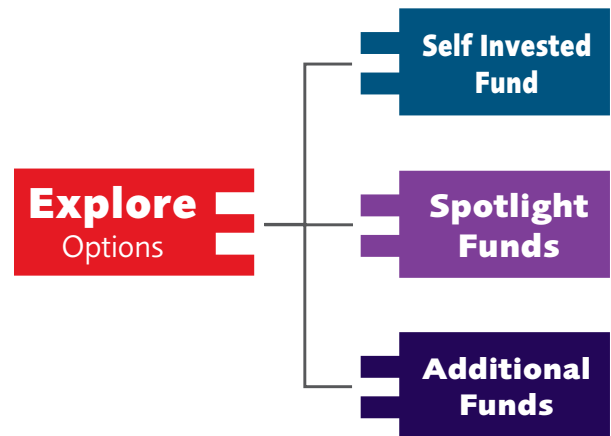 Explore
Options
Self Invested
Fund
Spotlight
Funds
Additional
Funds